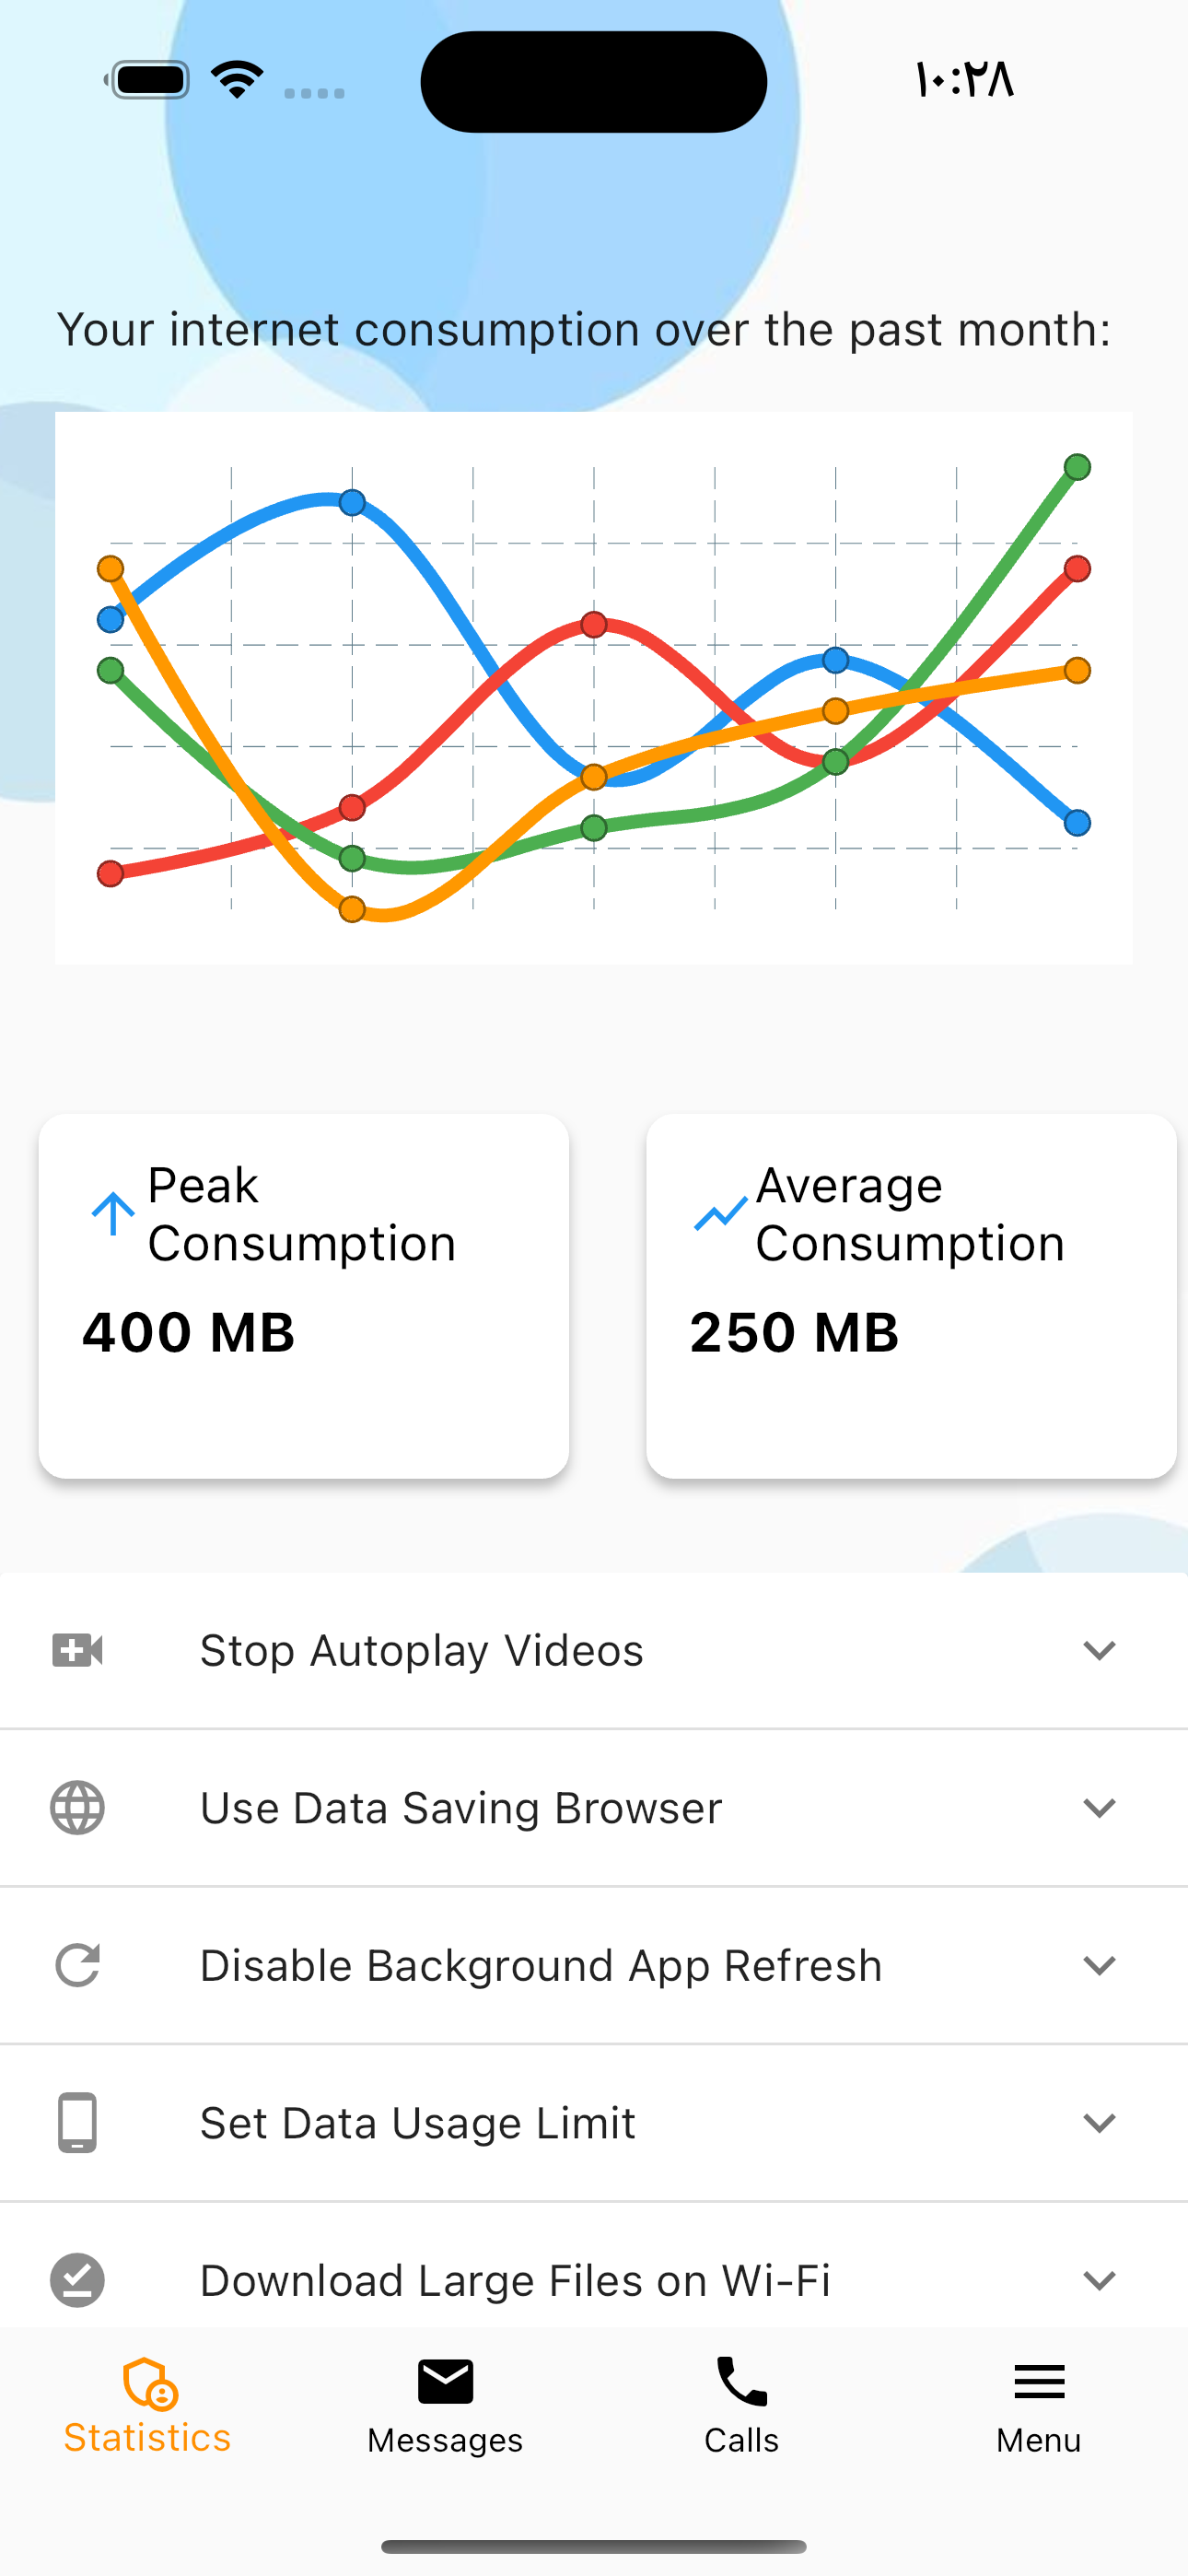 ١٠:٢٨
Your internet consumption over the past month:
Peak
Consumption
400 MB
Average
Consumption
250 MB
Stop Autoplay Videos
Use Data Saving Browser
Disable Background App Refresh
Set Data Usage Limit
Download Large Files on Wi-Fi
Statistics
Messages
Calls
Menu